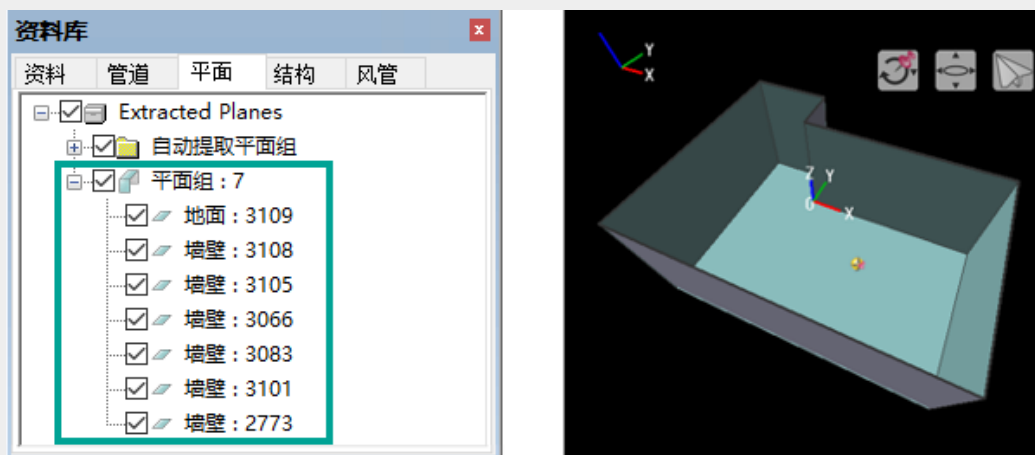 资料库
资料 管道 平面 结构 风管
Extracted Planes
自动提取平面组
平面组 : 7
地面 : 3109
墙壁 : 3108
墙壁 : 3105
墙壁 : 3066
墙壁 : 3083
墙壁 : 3101
墙壁 : 2773
Y
X
Z Y
0 X